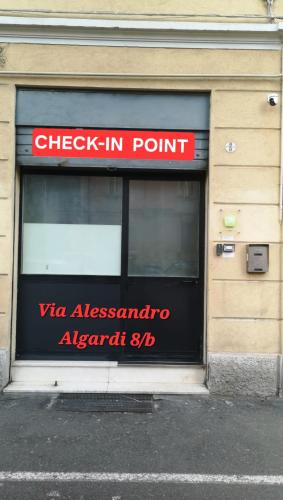 CHECK-IN POINT
Via Alessandro
Algardi 8/b